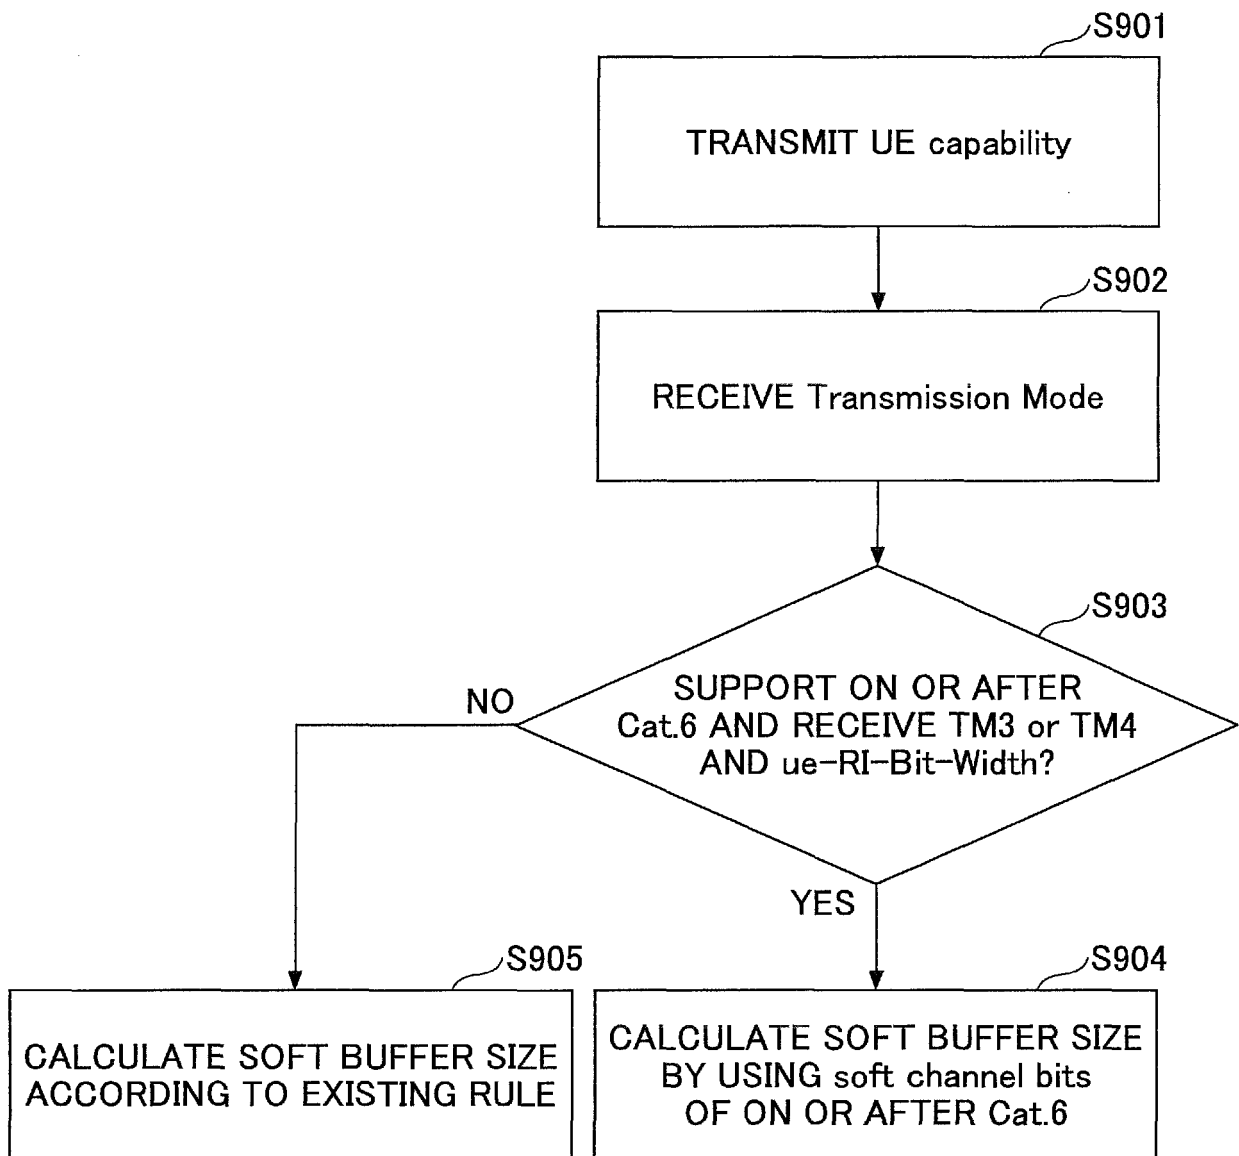 S901
TRANSMIT UE capability
S902
RECEIVE Transmission Mode
S903
SUPPORT ON OR AFTER
Cat.6 AND RECEIVE TM3 or TM4
AND ue-RI-Bit-Width?
NO
YES
S905
CALCULATE SOFT BUFFER SIZE
ACCORDING TO EXISTING RULE
S904
CALCULATE SOFT BUFFER SIZE
BY USING soft channel bits
OF ON OR AFTER Cat.6